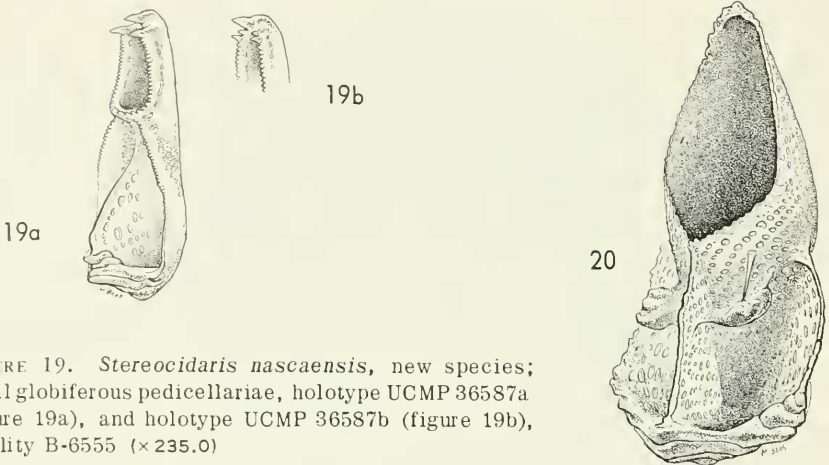 19b
19a
20
RE 19. Stereocidaris nascaensis, new species;
l globiferous pedicellariae, holotype UCMP 36587a
re 19a), and holotype UCMP 36587b (figure 19b),
lity B-6555 (× 235.0)